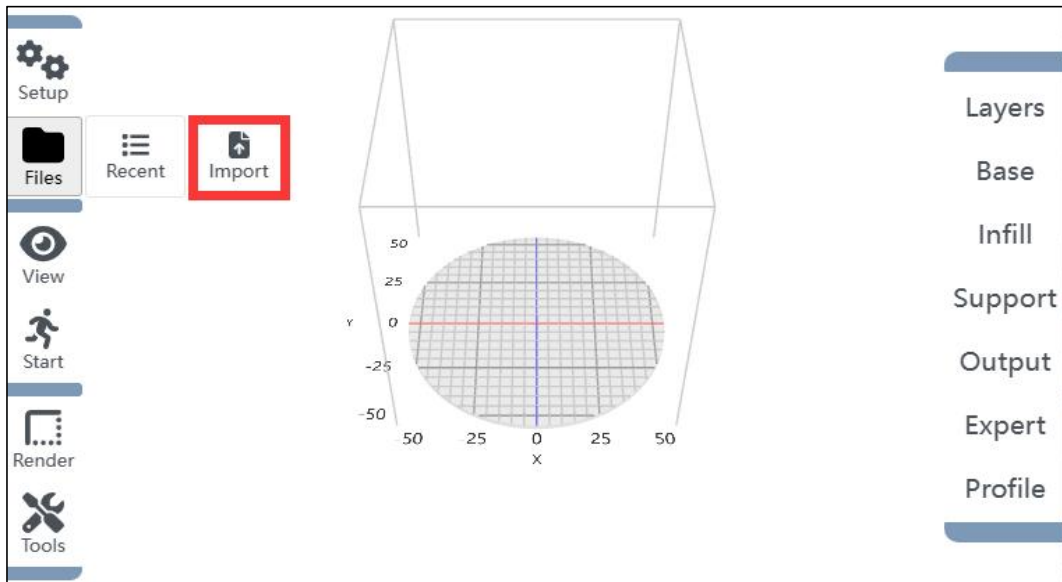 Setup
Files
Recent
Import
View
Start
Render
Tools
50
25
Y
0
-25
-50
50
25
0
25
50
X
Layers
Base
Infill
Support
Output
Expert
Profile